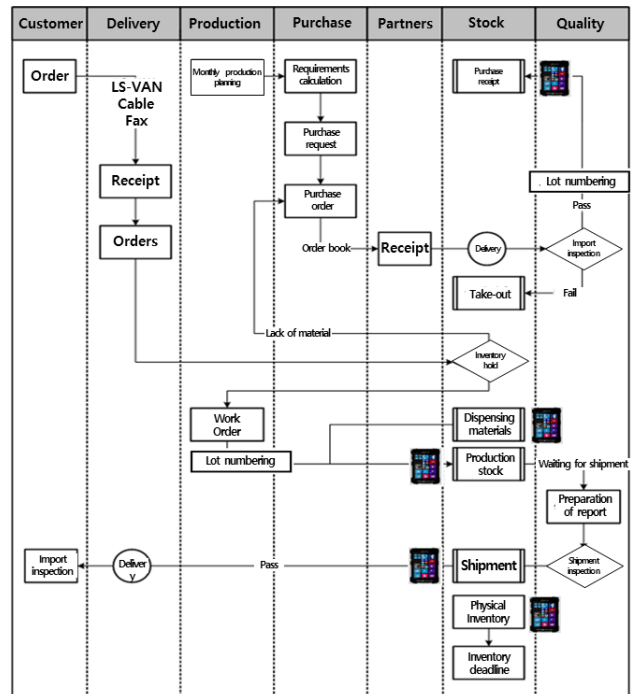 Customer
Delivery
Production
Purchase
Partners
Stock
Quality
Order
LS-VAN
Cable
Fax
Monthly production
planning
Requirements
calculation
Purchase
receipt
Purchase
request
Receipt
Lot numbering
Pass
Purchase
order
Orders
Order book
Receipt
Delivery
Import
inspection
Take-out
Fail
Lack of material
Inventory
hold
Work
Order
Dispensing
materials
Lot numbering
Production
stock
Waiting for shipment
Preparation
of report
Import
inspection
Deliver
y
Pass
Shipment
Shipment
inspection
Physical
Inventory
Inventory
deadline